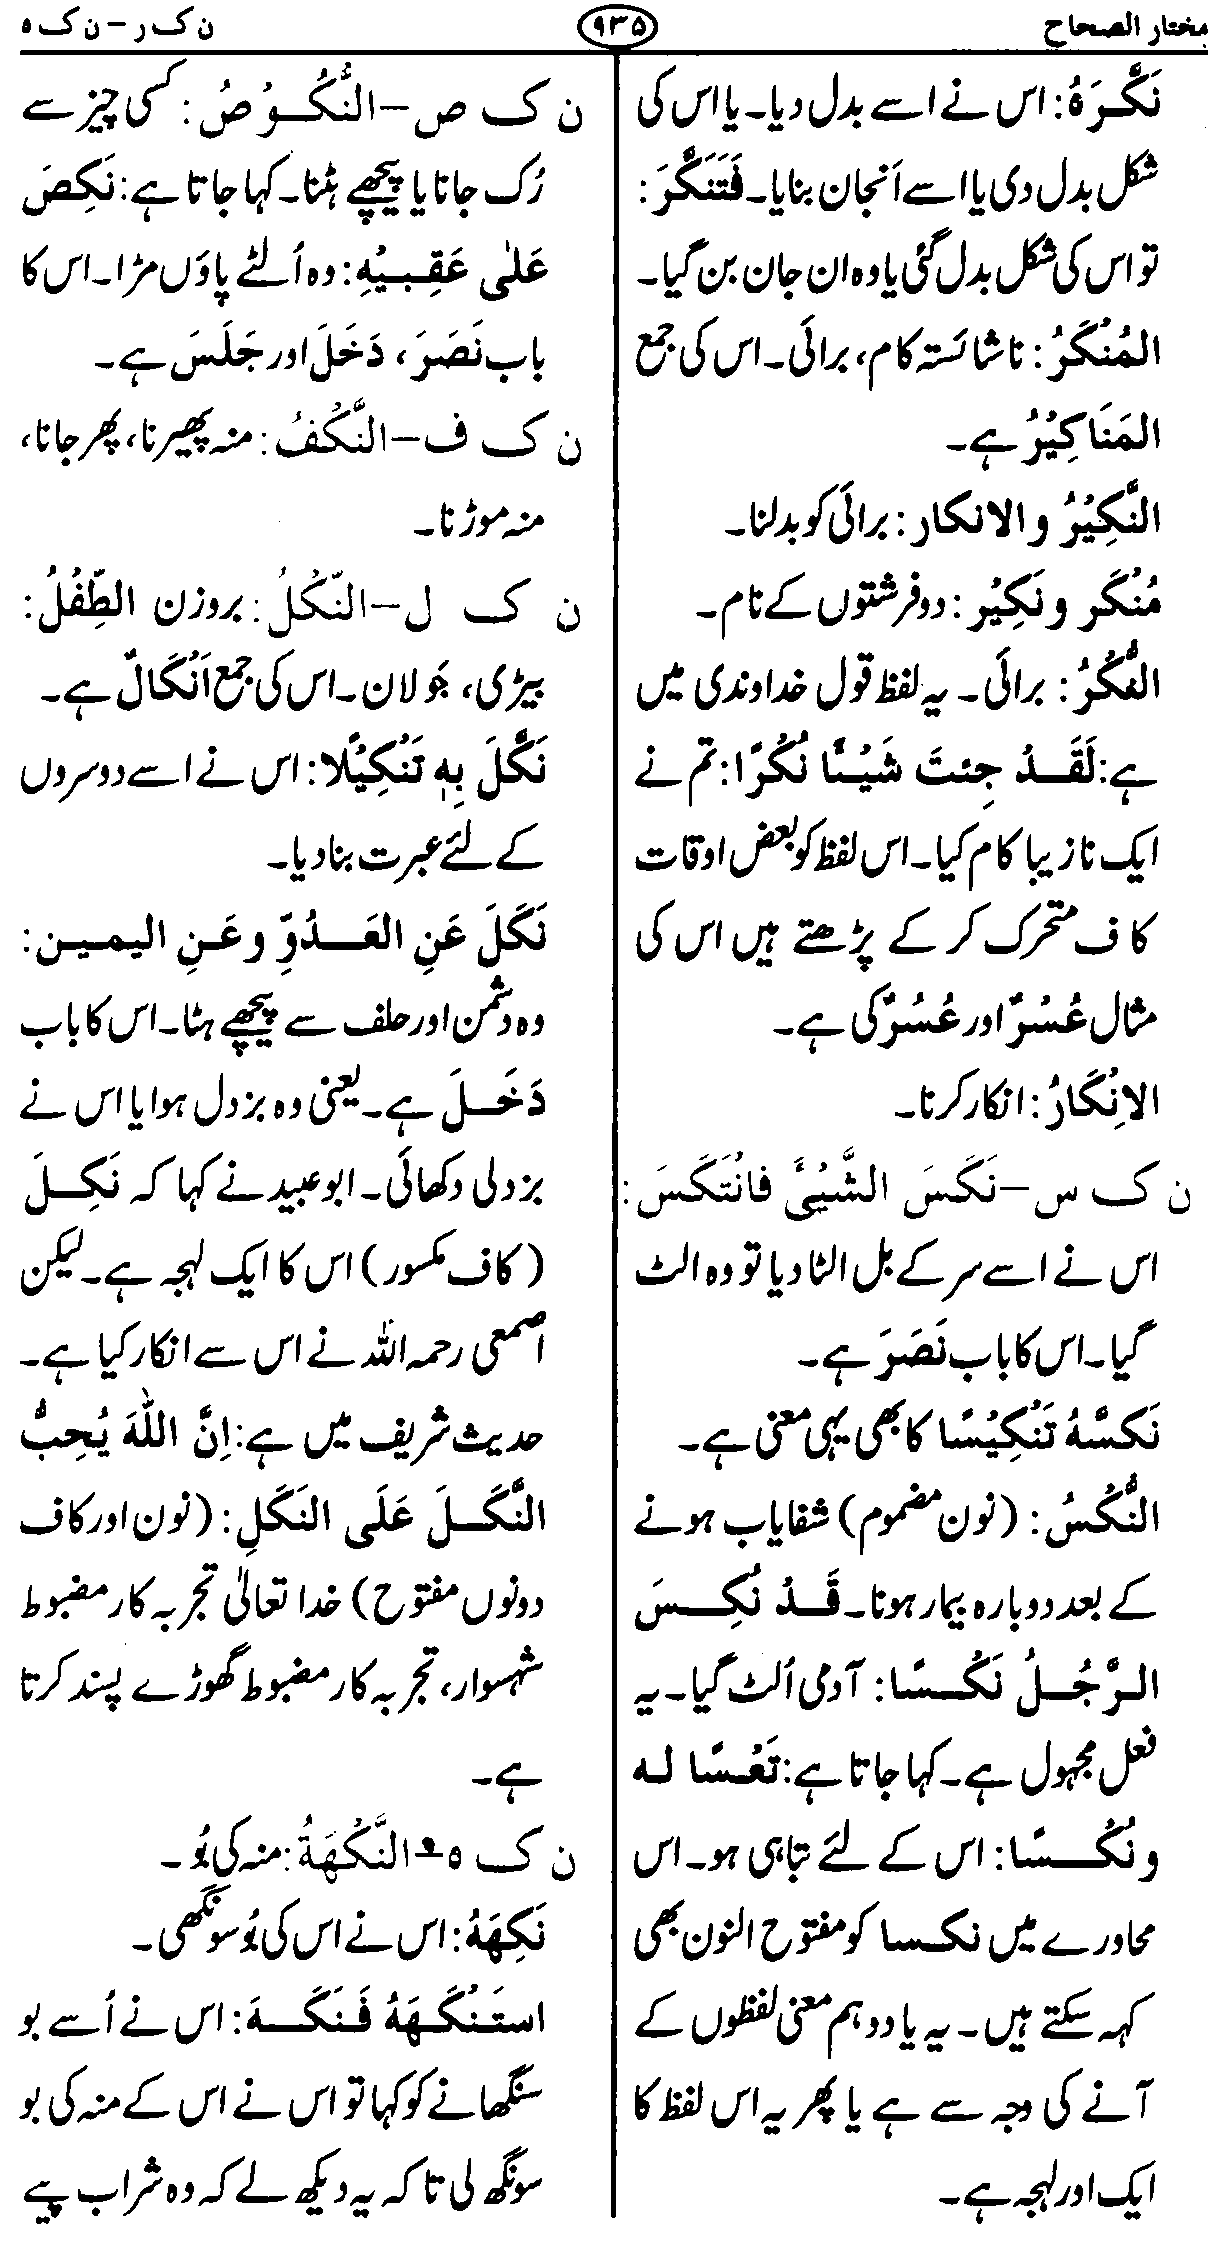 مختار الصحاح ۹۳۵ ن ک ر – ن ک ہ
نَكَّرَهٗ: اس نے اسے بدل دیا۔ یا اس کی
شکل بدل دی یا اسے اَنجان بنایا۔ فَتَنَكَّرَ:
تو اس کی شکل بدل گئی یا وہ ان جان بن گیا۔
المُنْكَرُ: ناشائستہ کام، برائی۔ اس کی جمع
المَنَاكِيْرُ ہے۔
النَّكِيْرُ والانكار: برائی کو بدلنا۔
مُنْكَر ونَكِيْر: دو فرشتوں کے نام۔
النُّكْرُ: برائی۔ یہ لفظ قول خداوندی میں
ہے: لَقَدْ جِئتَ شَيْئًا نُكْرًا: تم نے
ایک نازیبا کام کیا۔ اس لفظ کو بعض اوقات
کاف متحرک کر کے پڑھتے ہیں اس کی
مثال عُسْرٌ اور عُسُرٌ کی ہے۔
الانْكَارُ: انکار کرنا۔
ن ک س – نَكَسَ الشَّيْئَ فَانْتَكَسَ:
اس نے اسے سر کے بل الٹا دیا تو وہ الٹ
گیا۔ اس کا باب نَصَرَ ہے۔
نَكَسَّهُ تَنْكِيْسًا کا بھی یہی معنی ہے۔
النُّكْسُ: (نون مضموم) شفایاب ہونے
کے بعد دوبارہ بیمار ہونا۔ قَدْ نُكِسَ
الرَّجُلُ نَكْسًا: آدمی اُلٹ گیا۔ یہ
فعل مجہول ہے۔ کہا جاتا ہے: تَعْسًا لہ
و نُكْسًا: اس کے لئے تباہی ہو۔ اس
محاورے میں نکسا کو مفتوح النون بھی
کہہ سکتے ہیں۔ یہ یا دو ہم معنی لفظوں کے
آنے کی وجہ سے ہے یا پھر یہ اس لفظ کا
ایک اور لہجہ ہے۔
ن ک ص – النُّكُوْصُ: کسی چیز سے
رُک جانا یا پیچھے ہٹنا۔ کہا جاتا ہے: نَكِصَ
عَلٰى عَقِبَيْهِ: وہ اُلٹے پاؤں مڑا۔ اس کا
باب نَصَرَ، دَخَلَ اور جَلَسَ ہے۔
ن ک ف – النَّكْفُ: منہ پھیرنا، پھر جانا،
منہ موڑنا۔
ن ک ل – النِّكْلُ: بروزن الطِّفْلُ:
بیڑی، جَولان۔ اس کی جمع اَنْكَالٌ ہے۔
نَكَّلَ بِهٖ تَنْكِيْلًا: اس نے اسے دوسروں
کے لئے عبرت بنا دیا۔
نَكَلَ عَنِ العَدُوِّ وعَنِ اليمين:
وہ دشمن اور حلف سے پیچھے ہٹا۔ اس کا باب
دَخَلَ ہے۔ یعنی وہ بزدل ہوا یا اس نے
بزدلی دکھائی۔ ابو عبید نے کہا کہ نَكِلَ
(کاف مکسور) اس کا ایک لہجہ ہے۔ لیکن
اصمعی رحمہ اللہ نے اس سے انکار کیا ہے۔
حدیث شریف میں ہے: اِنَّ اللّٰهَ يُحِبُّ
النَّكَلَ عَلَى النَكَلِ: (نون اور کاف
دونوں مفتوح) خدا تعالیٰ تجربہ کار مضبوط
شہسوار، تجربہ کار مضبوط گھوڑے پسند کرتا
ہے۔
ن ک ہ – النَّكْهَةُ: منہ کی بُو۔
نَكِهَهٗ: اس نے اس کی بُو سونگھی۔
استَنْكَهَهٗ فَنَكَهَ: اس نے اُسے بو
سنگھانے کو کہا تو اس نے اس کے منہ کی بو
سونگھ لی تا کہ یہ دیکھ لے کہ وہ شراب پیے